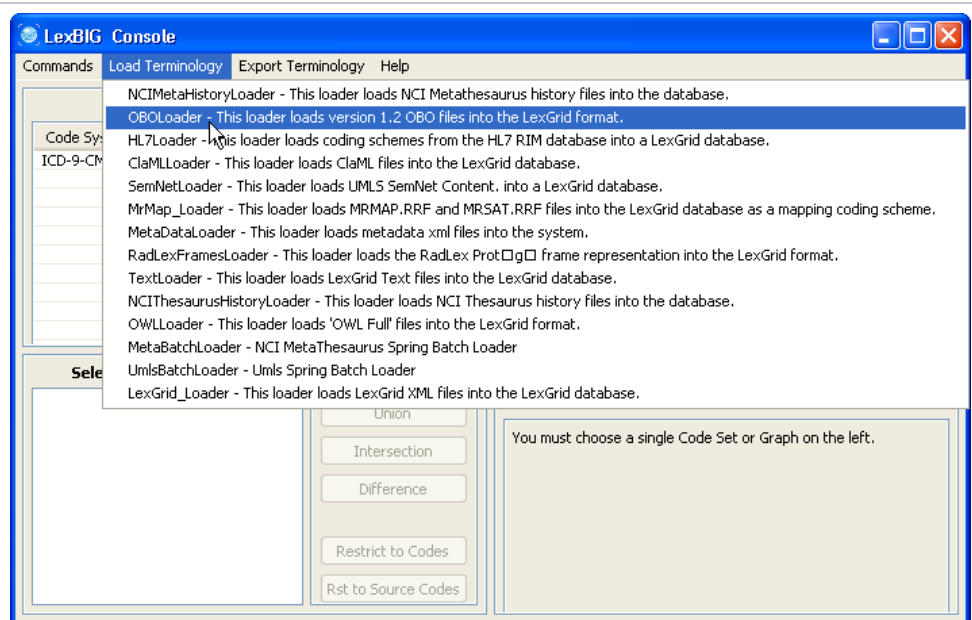 LexBIG Console
Commands Load Terminology Export Terminology Help
NCIMetaHistoryLoader - This loader loads NCI Metathesaurus history files into the database.
OBOLoader - This loader loads version 1.2 OBO files into the LexGrid format.
Code Sy
HL7Loader - This loader loads coding schemes from the HL7 RIM database into a LexGrid database.
ICD-9-CM
ClaMLLoader - This loader loads ClaML files into the LexGrid database.
SemNetLoader - This loader loads UMLS SemNet Content. into a LexGrid database.
MrMap_Loader - This loader loads MRMAP.RRF and MRSAT.RRF files into the LexGrid database as a mapping coding scheme.
MetaDataLoader - This loader loads metadata xml files into the system.
RadLexFramesLoader - This loader loads the RadLex Prot□g□ frame representation into the LexGrid format.
TextLoader - This loader loads LexGrid Text files into the LexGrid database.
NCIThesaurusHistoryLoader - This loader loads NCI Thesaurus history files into the database.
OWLLoader - This loader loads 'OWL Full' files into the LexGrid format.
MetaBatchLoader - NCI MetaThesaurus Spring Batch Loader
Sele
UmlsBatchLoader - Umls Spring Batch Loader
LexGrid_Loader - This loader loads LexGrid XML files into the LexGrid database.
Union
You must choose a single Code Set or Graph on the left.
Intersection
Difference
Restrict to Codes
Rst to Source Codes